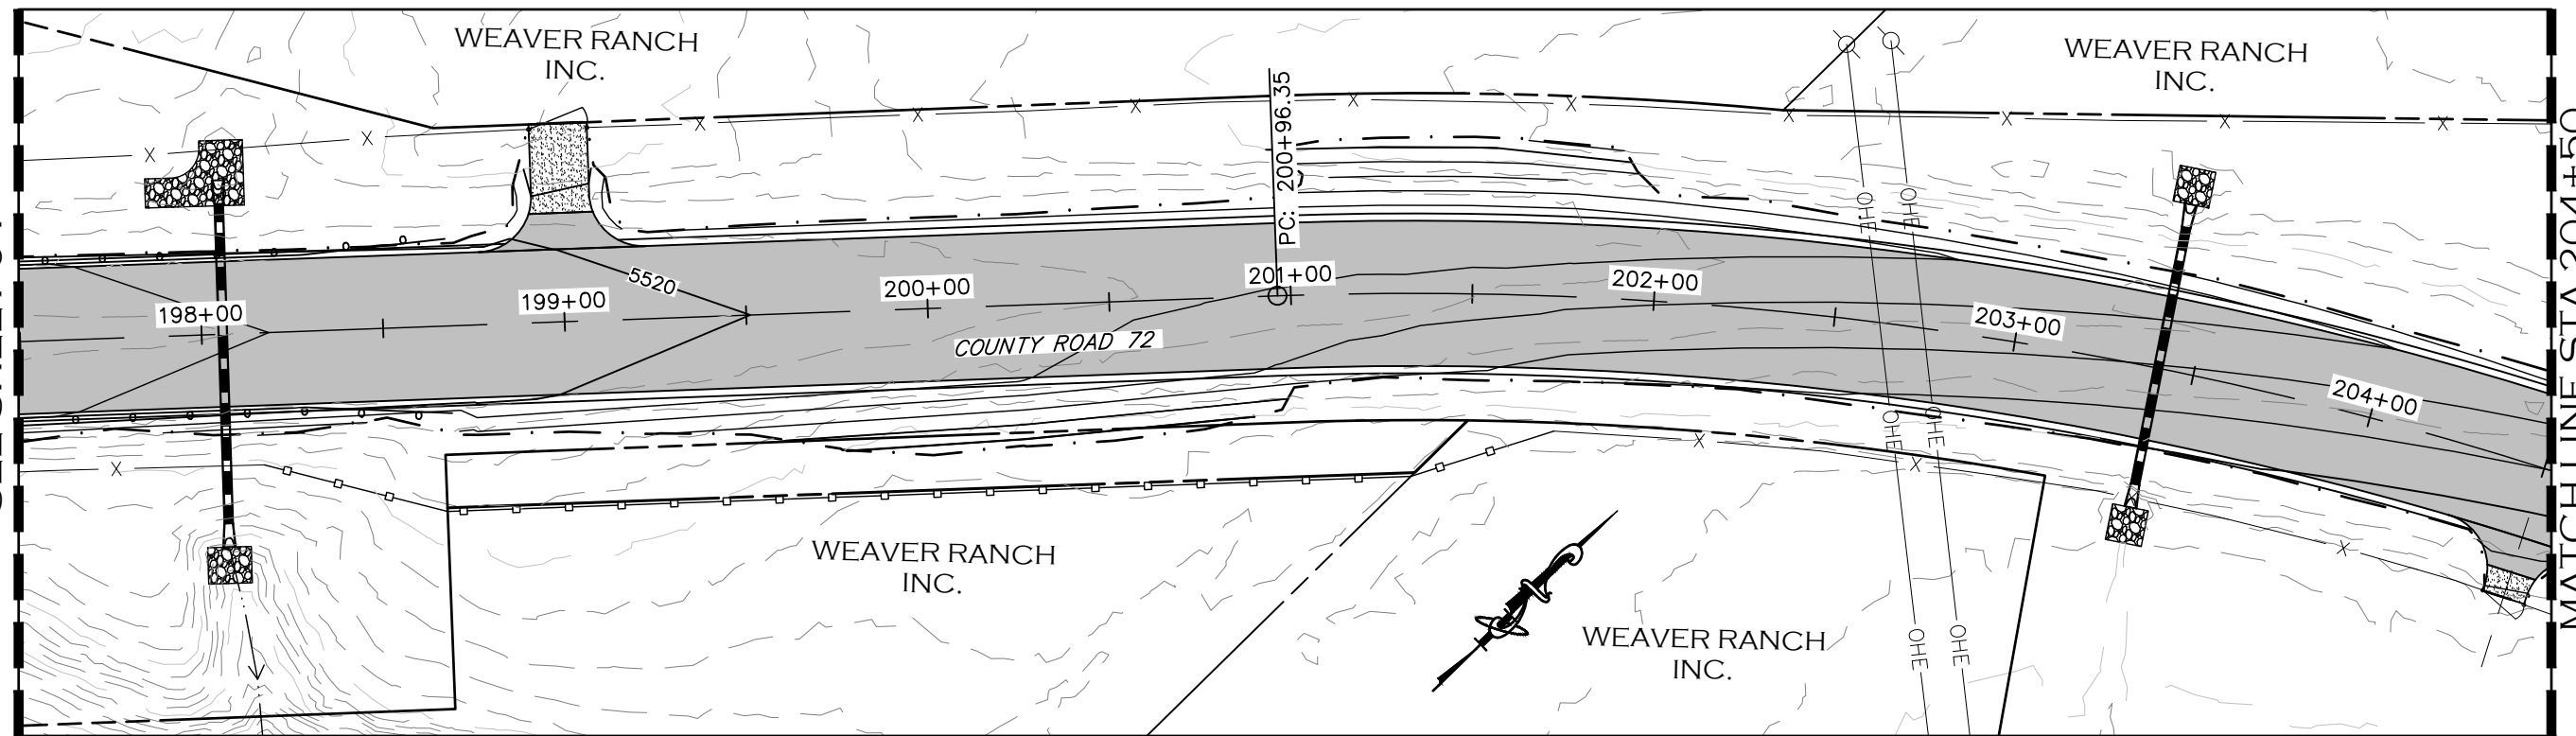 WEAVER RANCH
INC.
WEAVER RANCH
INC.
PC: 200+96.35
OHE
OHE
198+00
199+00
5520
200+00
201+00
202+00
203+00
204+00
COUNTY ROAD 72
OHE
OHE
WEAVER RANCH
INC.
WEAVER RANCH
INC.
OHE
OHE
MATCH LINE STA 204+50